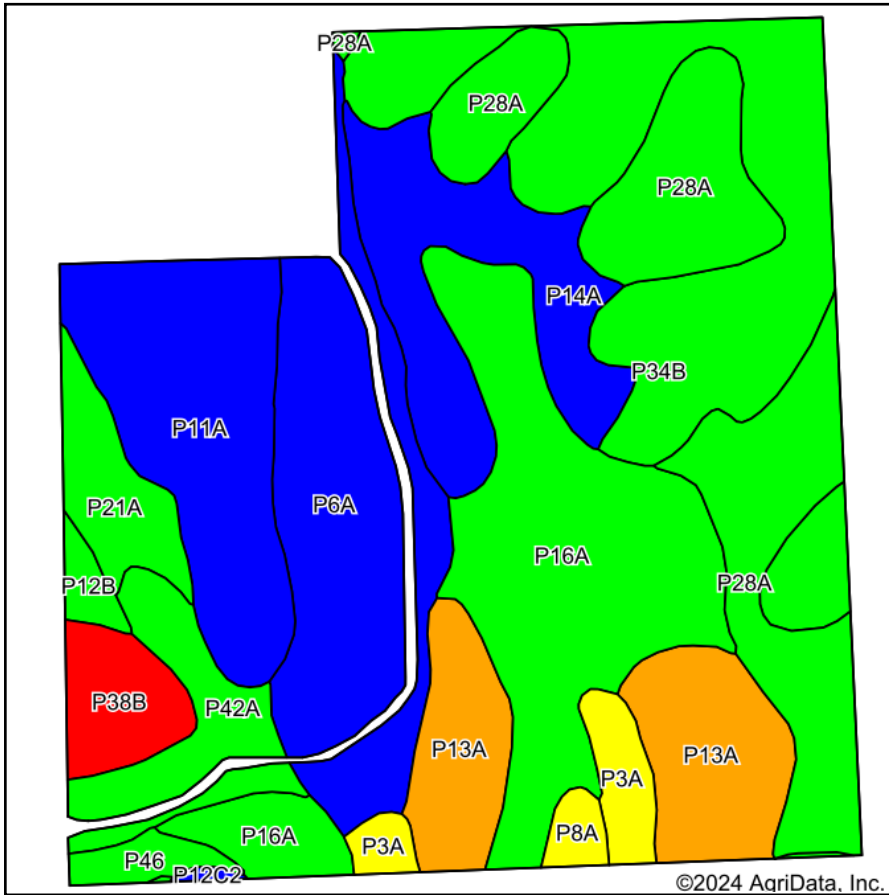 P28A
P28A
P28A
P14A
P34B
P11A
P6A
P21A
P16A
P12B
P28A
P38B
P42A
P13A
P13A
P3A
P16A
P8A
P3A
P46
P12C2
©2024 AgriData, Inc.